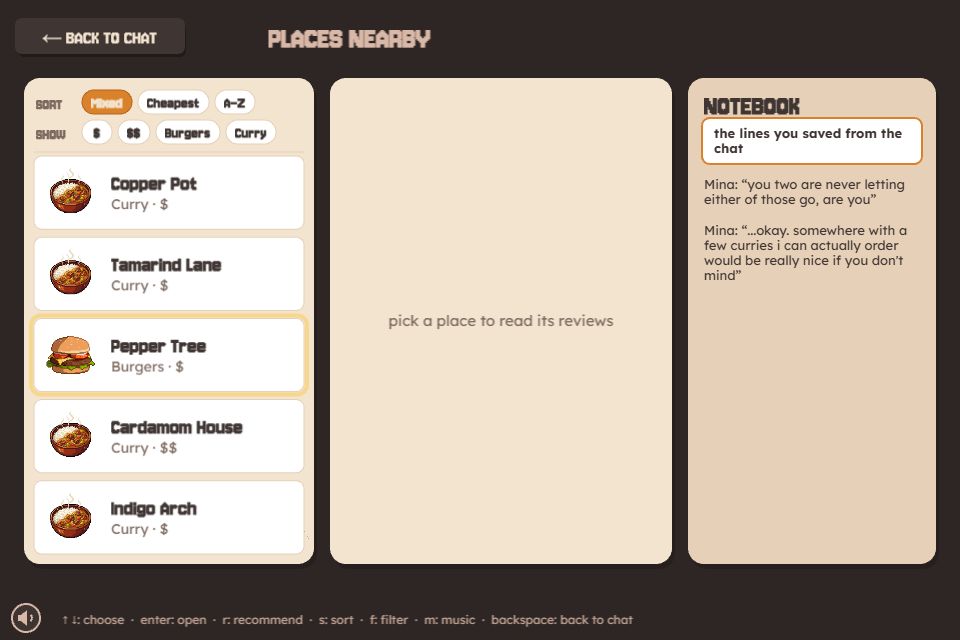 ← BACK TO CHAT
PLACES NEARBY
SORT Mixed Cheapest A-Z
SHOW $ $$ Burgers Curry
Copper Pot
Curry · $
Tamarind Lane
Curry · $
Pepper Tree
Burgers · $
Cardamom House
Curry · $$
Indigo Arch
Curry · $
pick a place to read its reviews
NOTEBOOK
the lines you saved from the
chat
Mina: “you two are never letting
either of those go, are you”
Mina: “...okay. somewhere with a
few curries i can actually order
would be really nice if you don't
mind”
↑ ↓: choose · enter: open · r: recommend · s: sort · f: filter · m: music · backspace: back to chat